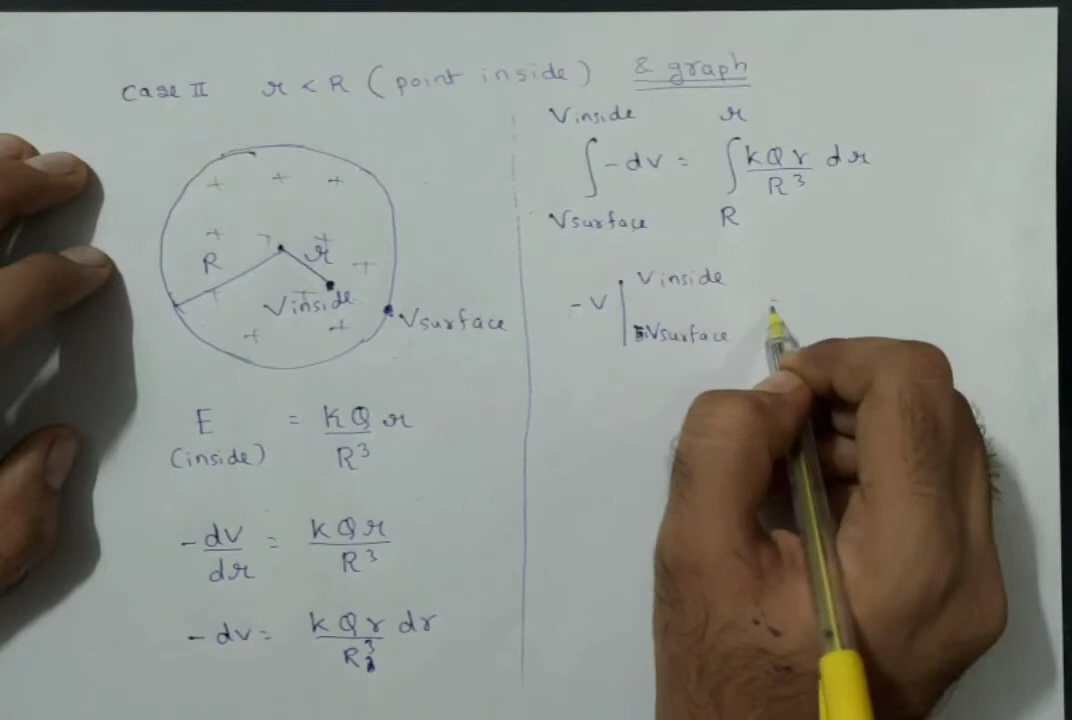 Case II r < R (point inside) & graph
R
r
Vinside
Vsurface
E (inside) = kQ/R³ r
-dv/dr = kQr/R³
-dv = kQr/R³ dr
Vinside r
∫ -dv = ∫ kQr/R³ dr
Vsurface R
-V | Vinside
Vsurface